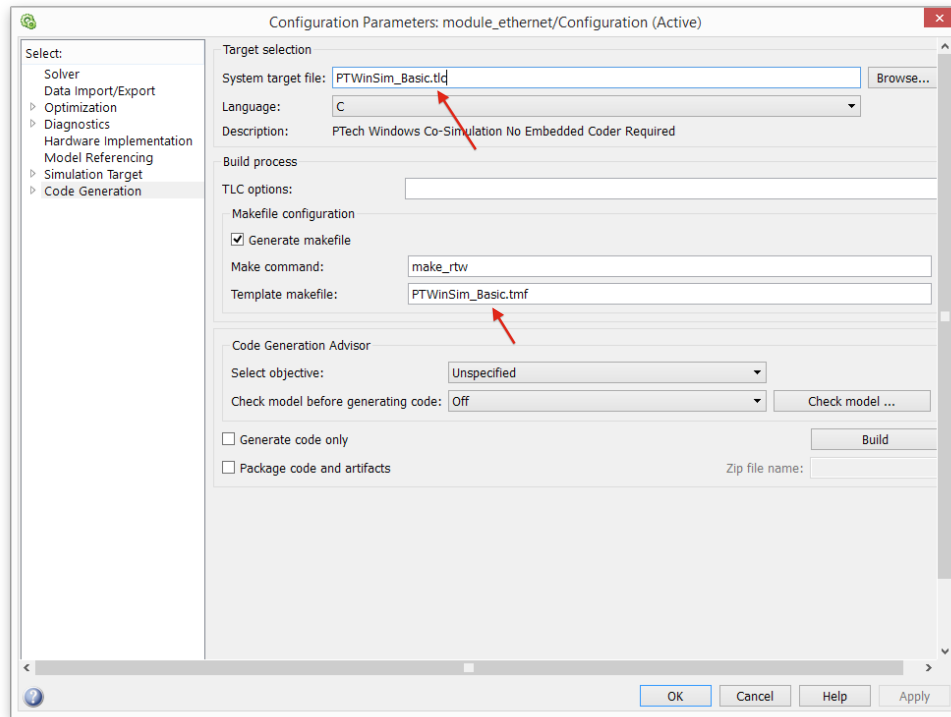 Configuration Parameters: module_ethernet/Configuration (Active)
Select:
Solver
Data Import/Export
Optimization
Diagnostics
Hardware Implementation
Model Referencing
Simulation Target
Code Generation
Target selection
System target file: PTWinSim_Basic.tlc Browse...
Language: C
Description: PTech Windows Co-Simulation No Embedded Coder Required
Build process
TLC options:
Makefile configuration
Generate makefile
Make command: make_rtw
Template makefile: PTWinSim_Basic.tmf
Code Generation Advisor
Select objective: Unspecified
Check model before generating code: Off Check model ...
Generate code only Build
Package code and artifacts Zip file name:
OK Cancel Help Apply